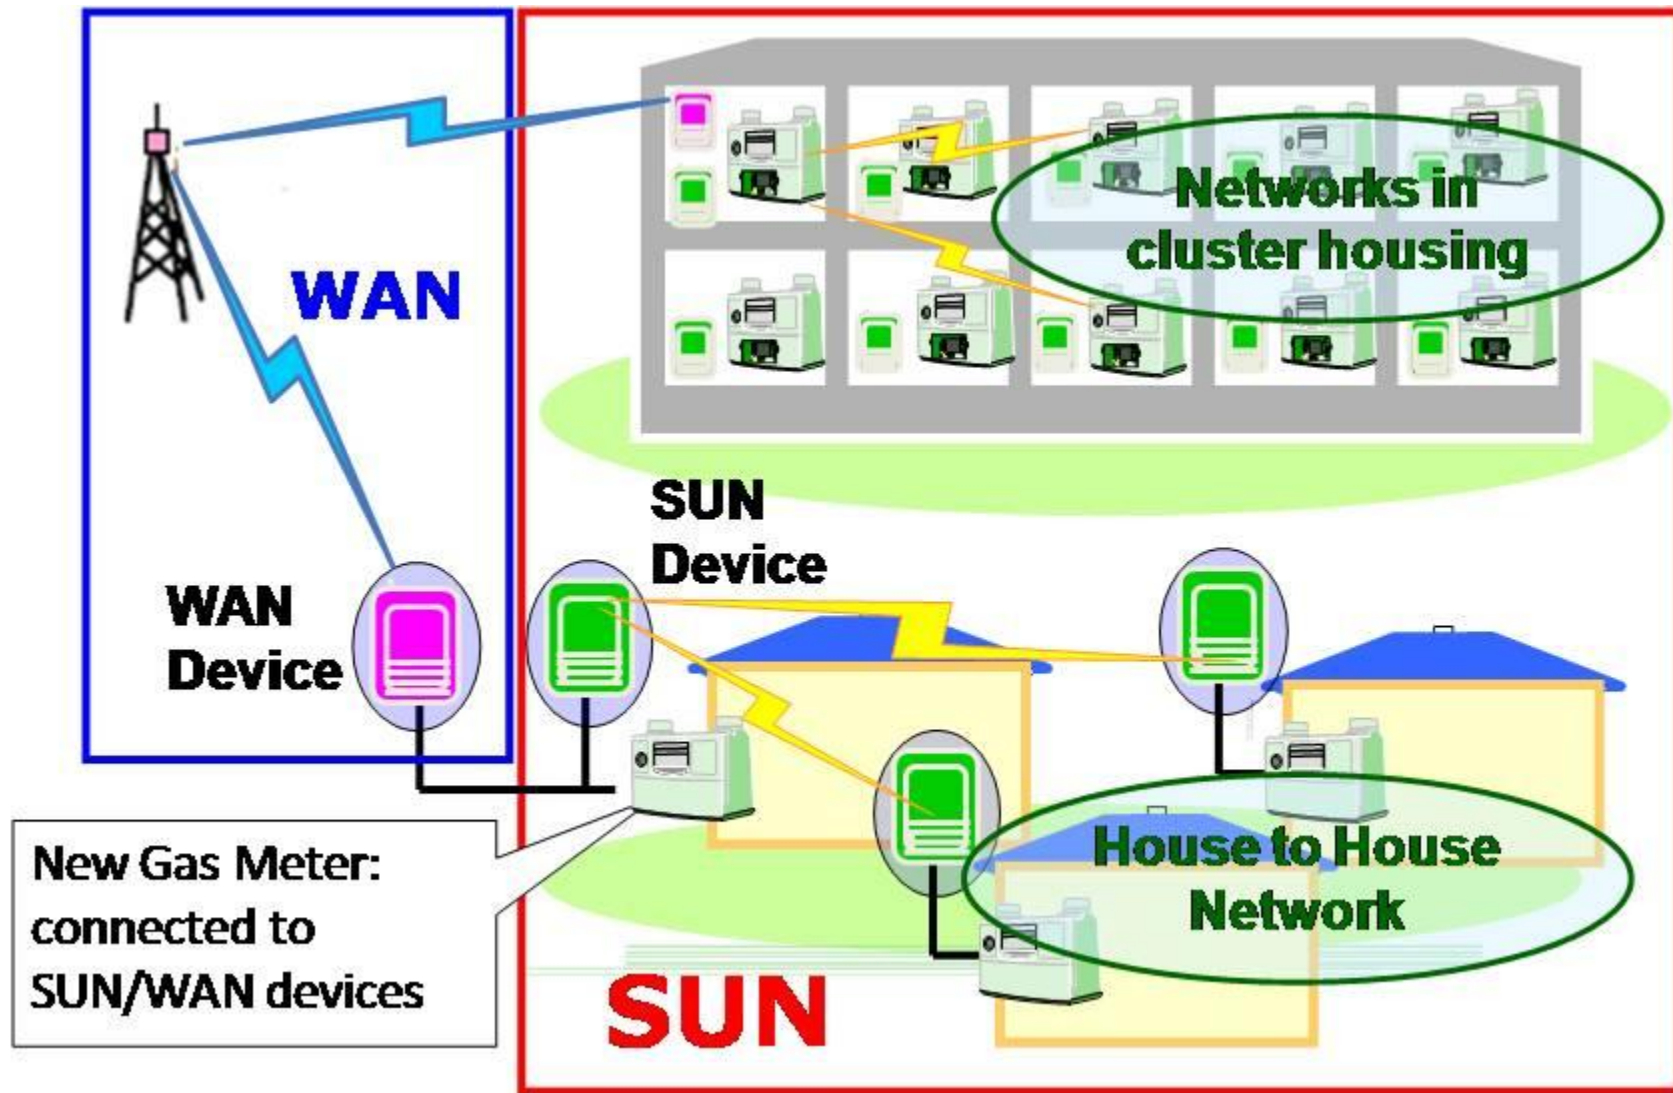 WAN
Networks in
cluster housing
SUN
Device
WAN
Device
New Gas Meter:
connected to
SUN/WAN devices
House to House
Network
SUN